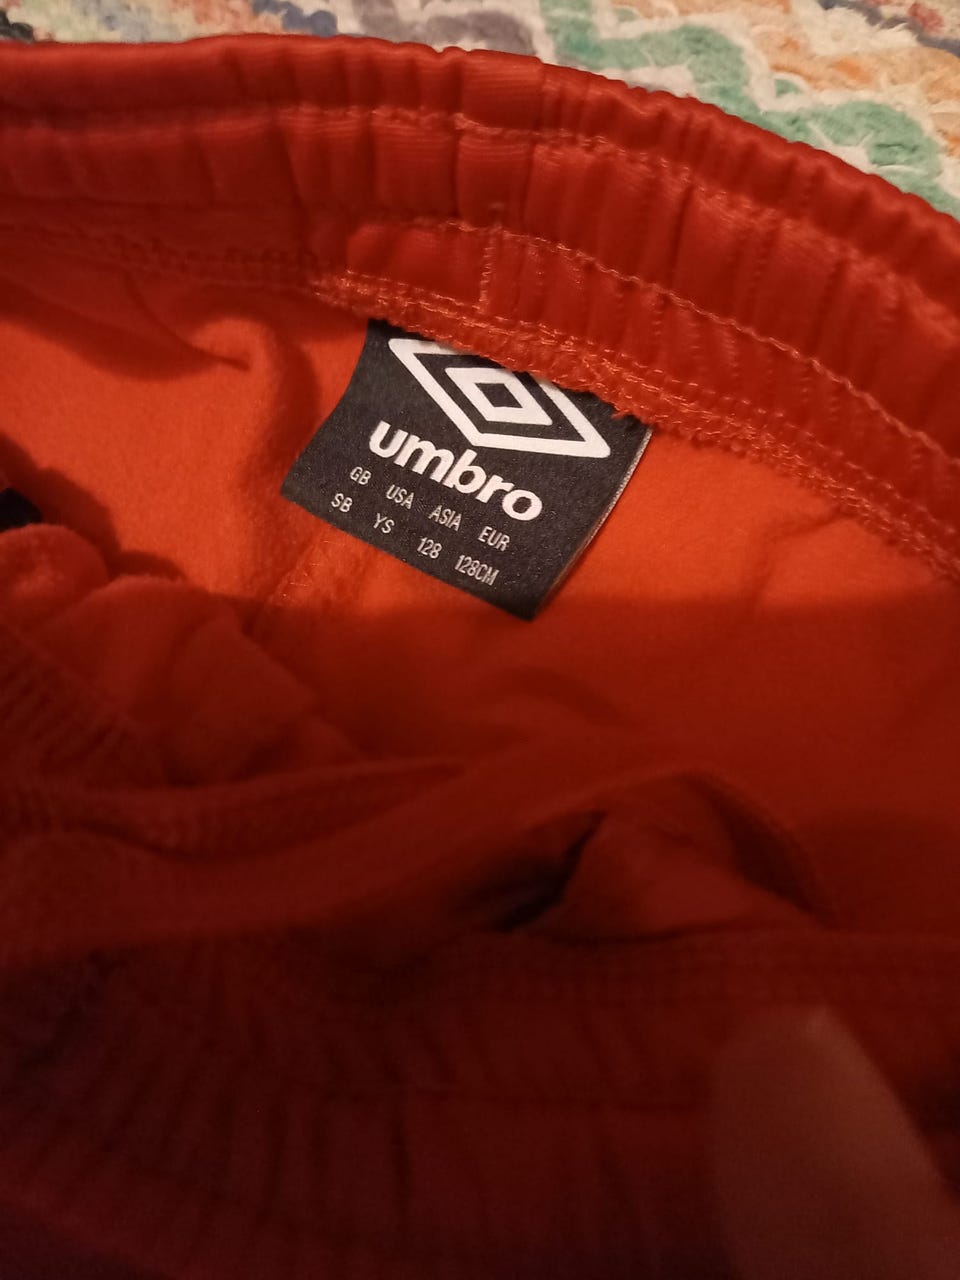 umbro
GB USA ASIA EUR
SB YS 128 128CM